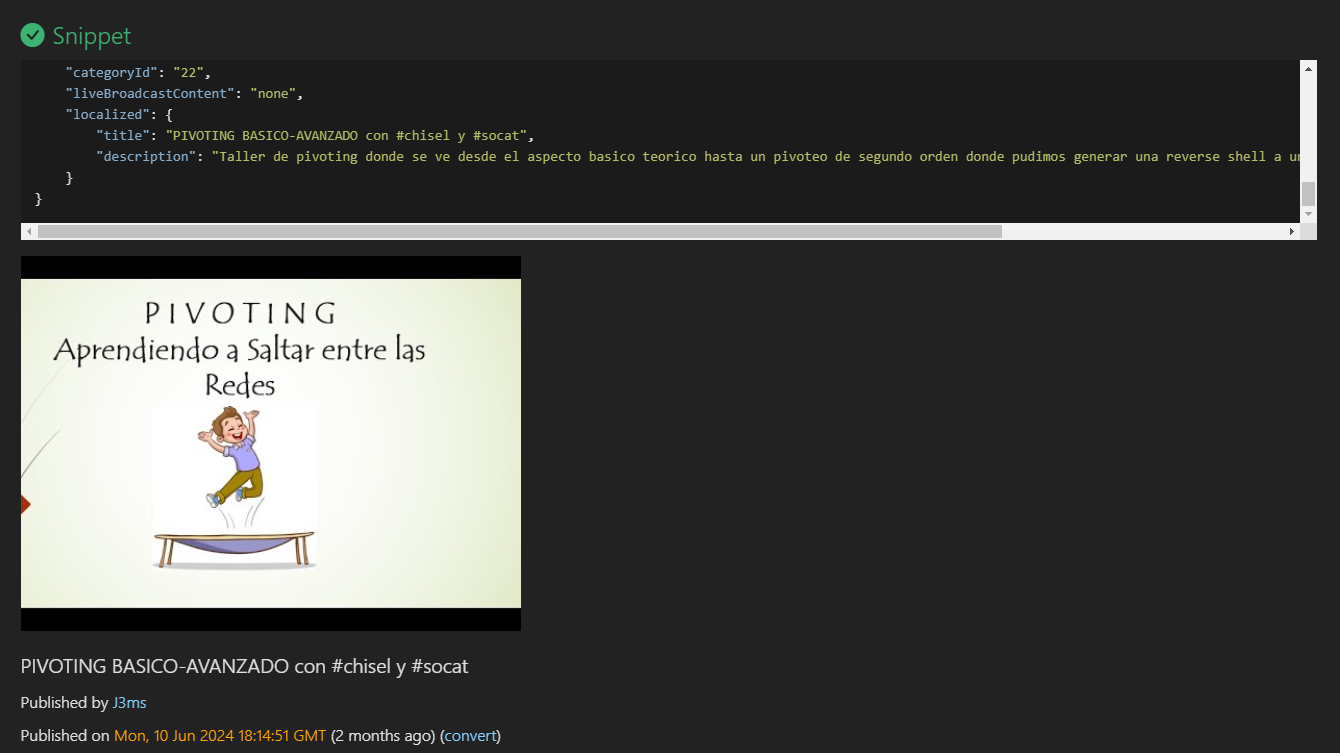 Snippet
"categoryId": "22",
"liveBroadcastContent": "none",
"localized": {
"title": "PIVOTING BASICO-AVANZADO con #chisel y #socat",
"description": "Taller de pivoting donde se ve desde el aspecto basico teorico hasta un pivoteo de segundo orden donde pudimos generar una reverse shell a
}
}
PIVOTING
Aprendiendo a Saltar entre las
Redes
PIVOTING BASICO-AVANZADO con #chisel y #socat
Published by J3ms
Published on Mon, 10 Jun 2024 18:14:51 GMT (2 months ago) (convert)